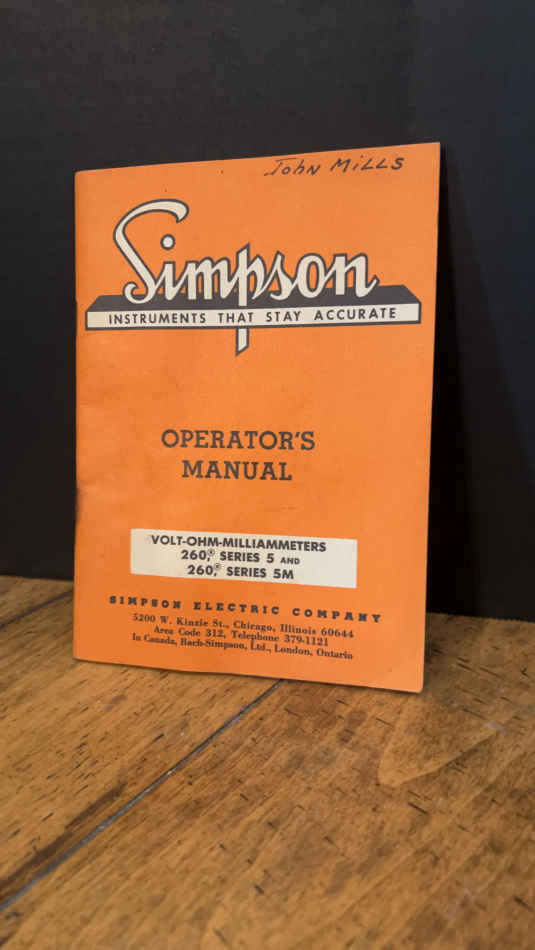 John Mills
Simpson
INSTRUMENTS THAT STAY ACCURATE
OPERATOR'S
MANUAL
VOLT-OHM-MILLIAMMETERS
260,® SERIES 5 AND
260,® SERIES 5M
SIMPSON ELECTRIC COMPANY
5200 W. Kinzie St., Chicago, Illinois 60644
Area Code 312, Telephone 379-1121
In Canada, Bach-Simpson, Ltd., London, Ontario